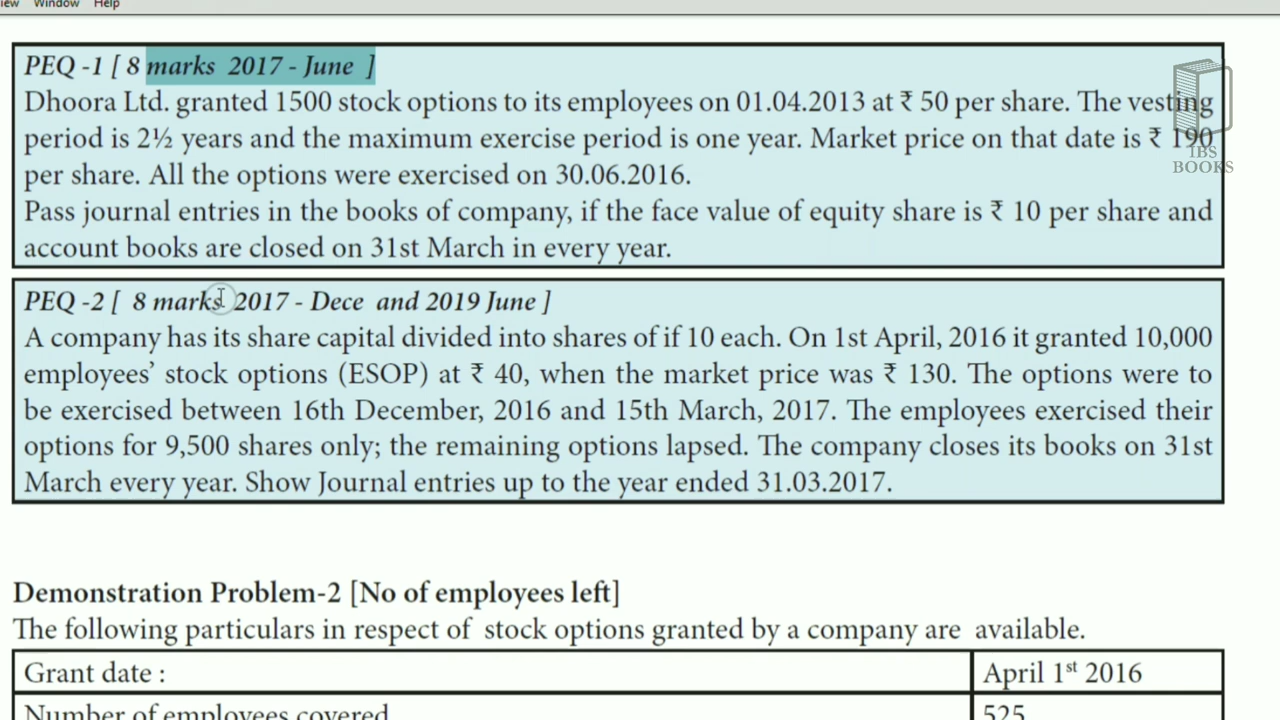 iew Window Help
PEQ -1 [ 8 marks 2017 - June ]
Dhoora Ltd. granted 1500 stock options to its employees on 01.04.2013 at ₹ 50 per share. The vesting
period is 2½ years and the maximum exercise period is one year. Market price on that date is ₹ 190
per share. All the options were exercised on 30.06.2016.
Pass journal entries in the books of company, if the face value of equity share is ₹ 10 per share and
account books are closed on 31st March in every year.
IBS
BOOKS
PEQ -2 [ 8 marks 2017 - Dece and 2019 June ]
A company has its share capital divided into shares of if 10 each. On 1st April, 2016 it granted 10,000
employees’ stock options (ESOP) at ₹ 40, when the market price was ₹ 130. The options were to
be exercised between 16th December, 2016 and 15th March, 2017. The employees exercised their
options for 9,500 shares only; the remaining options lapsed. The company closes its books on 31st
March every year. Show Journal entries up to the year ended 31.03.2017.
Demonstration Problem-2 [No of employees left]
The following particulars in respect of stock options granted by a company are available.
Grant date :
April 1st 2016
Number of employees covered
525